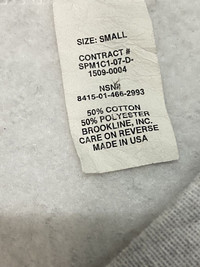 SIZE: SMALL
CONTRACT #
SPM1C1-07-D-
1509-0004
NSN#
8415-01-466-2993
50% COTTON
50% POLYESTER
BROOKLINE, INC.
CARE ON REVERSE
MADE IN USA